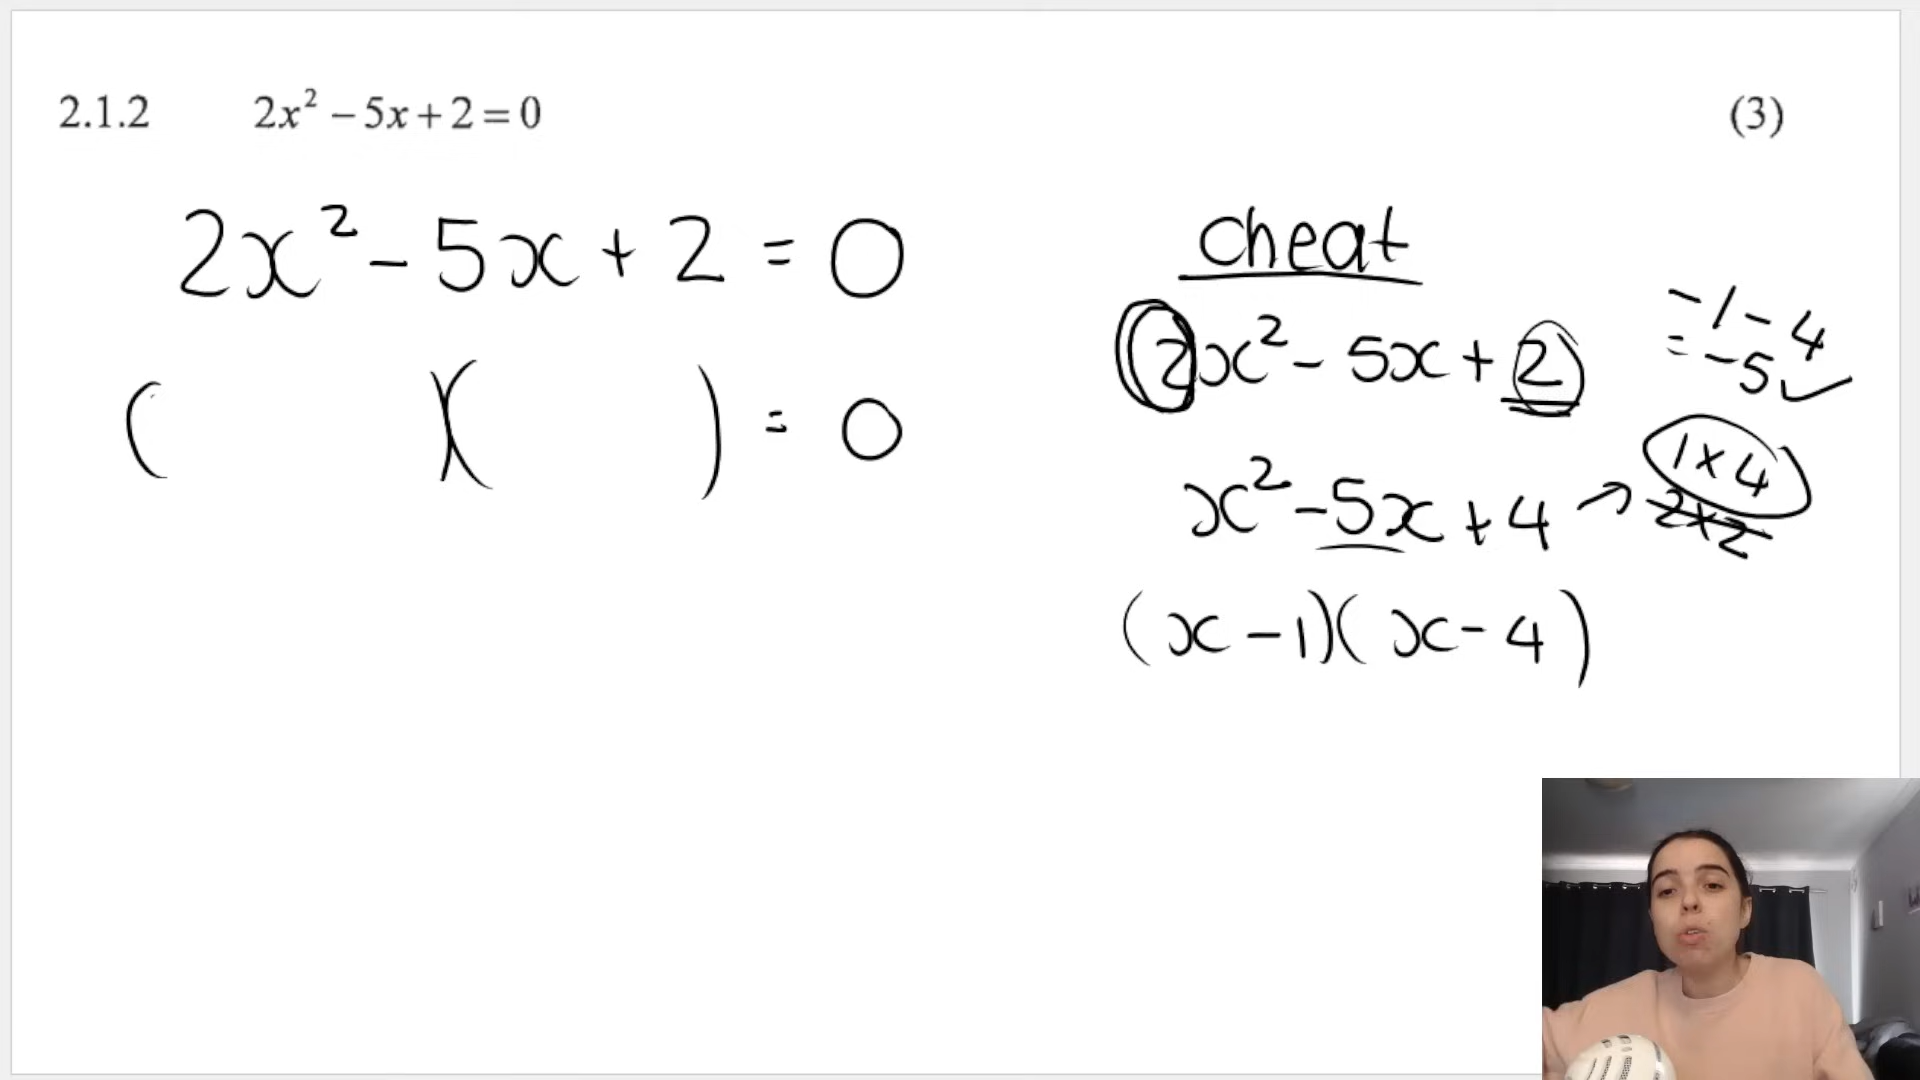 2.1.2 2x² − 5x + 2 = 0 (3)
2x² - 5x + 2 = 0
( )( ) = 0
cheat
2x² - 5x + 2
-1 - 4
= -5 ✓
x² - 5x + 4 → 1 x 4
2 x 2
(x - 1)(x - 4)